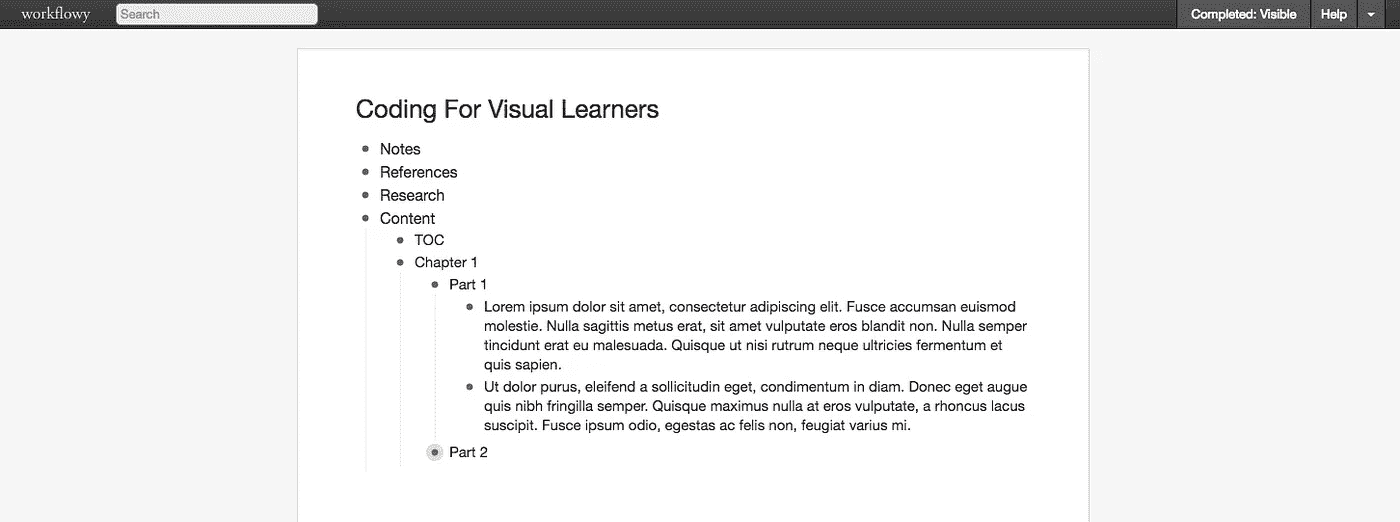 workflowy
Search
Completed: Visible
Help
Coding For Visual Learners
Notes
References
Research
Content
TOC
Chapter 1
Part 1
Lorem ipsum dolor sit amet, consectetur adipiscing elit. Fusce accumsan euismod
molestie. Nulla sagittis metus erat, sit amet vulputate eros blandit non. Nulla semper
tincidunt erat eu malesuada. Quisque ut nisi rutrum neque ultricies fermentum et
quis sapien.
Ut dolor purus, eleifend a sollicitudin eget, condimentum in diam. Donec eget augue
quis nibh fringilla semper. Quisque maximus nulla at eros vulputate, a rhoncus lacus
suscipit. Fusce ipsum odio, egestas ac felis non, feugiat varius mi.
Part 2